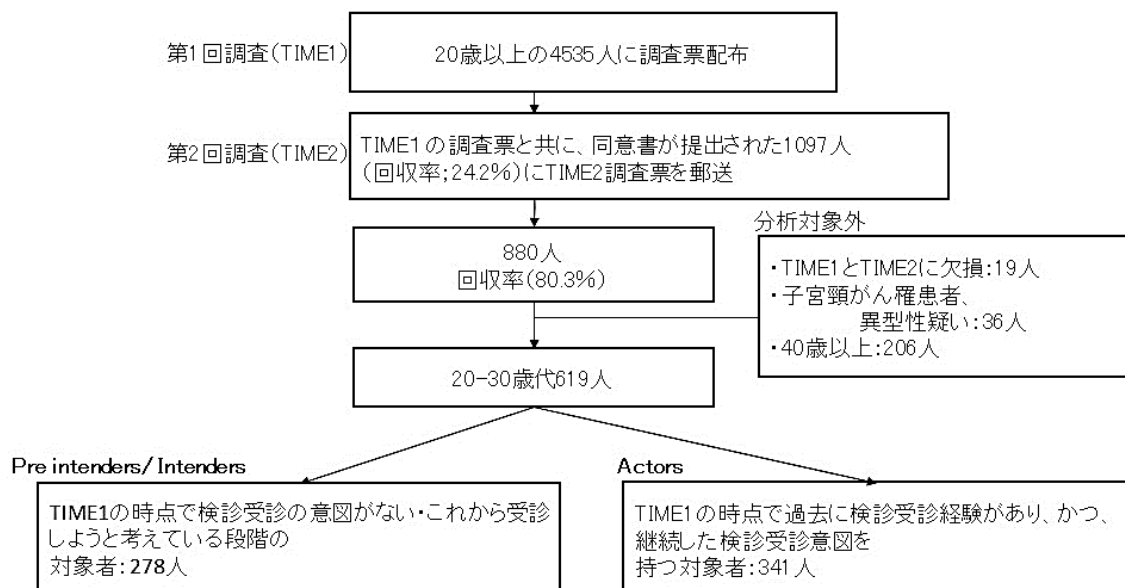 第1回調査(TIME1)
20歳以上の4535人に調査票配布
第2回調査(TIME2)
TIME1の調査票と共に、同意書が提出された1097人
(回収率;24.2%)にTIME2調査票を郵送
880人
回収率(80.3%)
分析対象外
・TIME1とTIME2に欠損:19人
・子宮頸がん罹患者、
異型性疑い:36人
・40歳以上:206人
20-30歳代619人
Pre intenders/Intenders
TIME1の時点で検診受診の意図がない・これから受診
しようと考えている段階の
対象者:278人
Actors
TIME1の時点で過去に検診受診経験があり、かつ、
継続した検診受診意図を
持つ対象者:341人